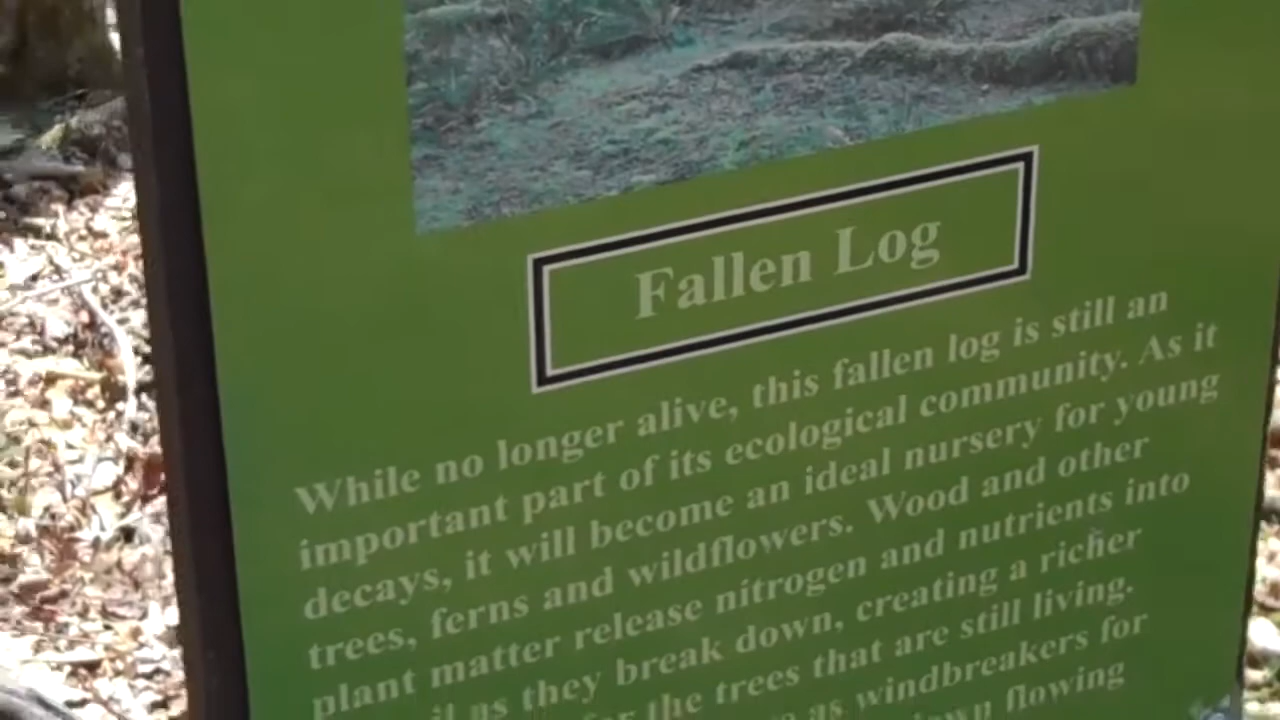 Fallen Log
While no longer alive, this fallen log is still an
important part of its ecological community. As it
decays, it will become an ideal nursery for young
trees, ferns and wildflowers. Wood and other
plant matter release nitrogen and nutrients into
as they break down, creating a richer
the trees that are still living.
as windbreakers for
flowing